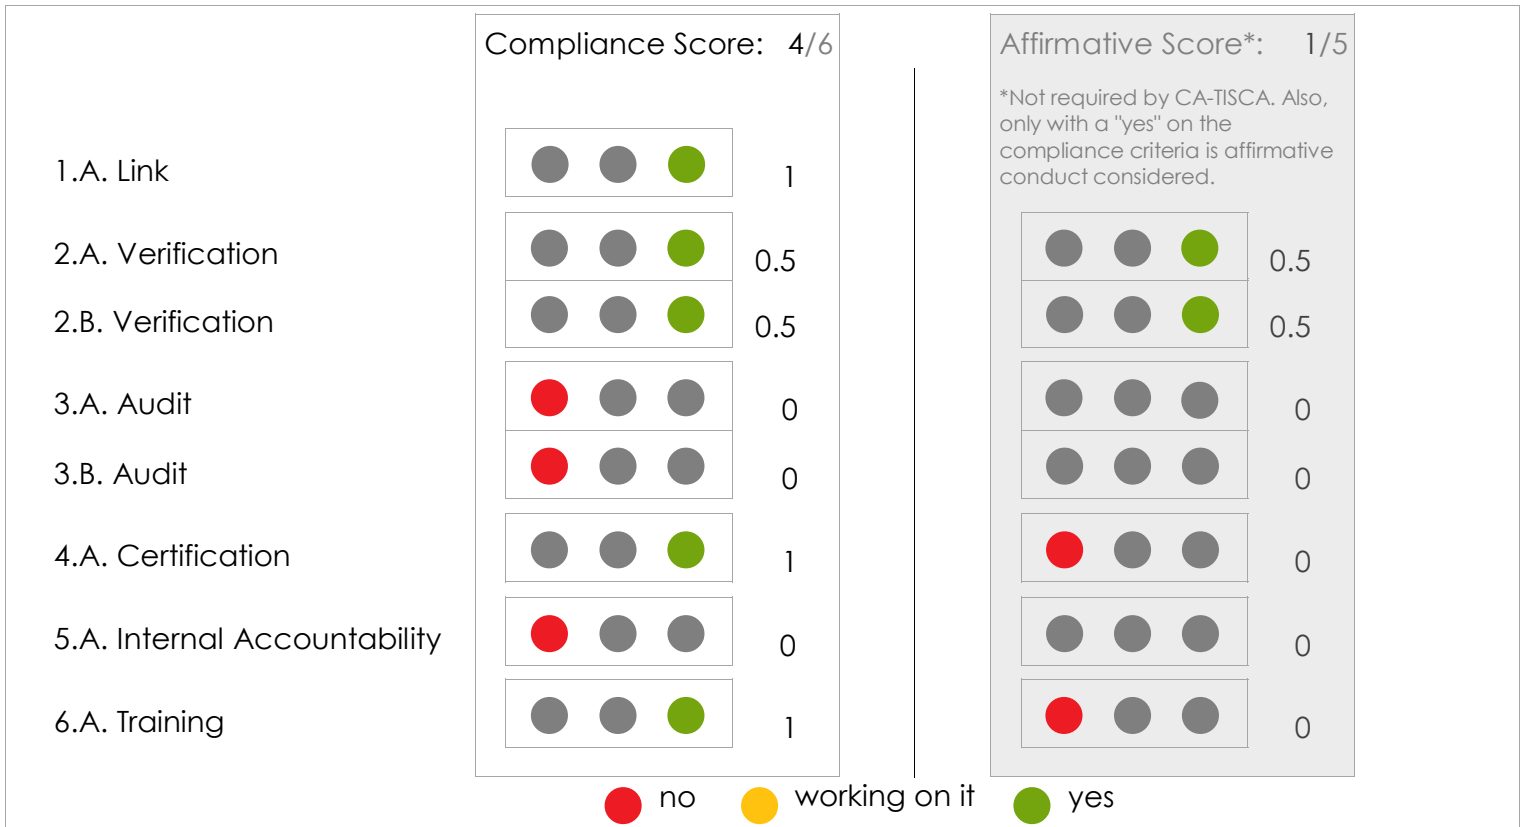 Compliance Score: 4/6
Affirmative Score*: 1/5
*Not required by CA-TISCA. Also,
only with a "yes" on the
compliance criteria is affirmative
conduct considered.
1.A. Link 1
2.A. Verification 0.5 0.5
2.B. Verification 0.5 0.5
3.A. Audit 0 0
3.B. Audit 0 0
4.A. Certification 1 0
5.A. Internal Accountability 0 0
6.A. Training 1 0
no working on it yes